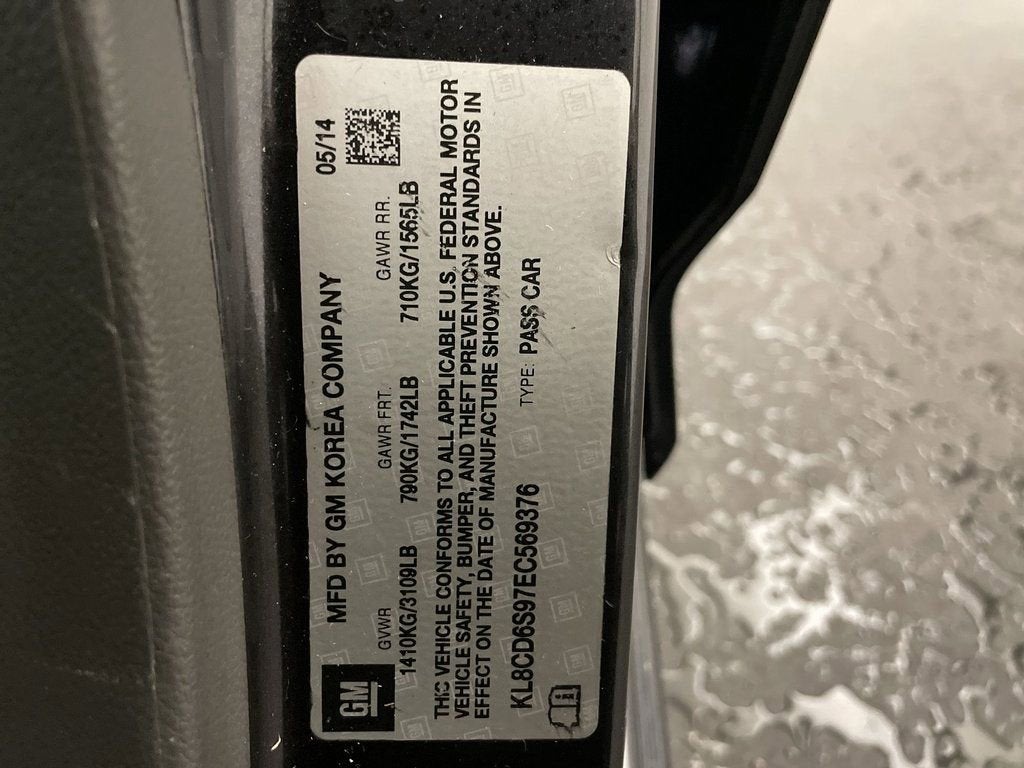 MFD BY GM KOREA COMPANY 05/14
GM
GVWR GAWR FRT. GAWR RR.
1410KG/3109LB 790KG/1742LB 710KG/1565LB
THIS VEHICLE CONFORMS TO ALL APPLICABLE U.S. FEDERAL MOTOR
VEHICLE SAFETY, BUMPER, AND THEFT PREVENTION STANDARDS IN
EFFECT ON THE DATE OF MANUFACTURE SHOWN ABOVE.
KL8CD6S97EC569376 TYPE: PASS CAR